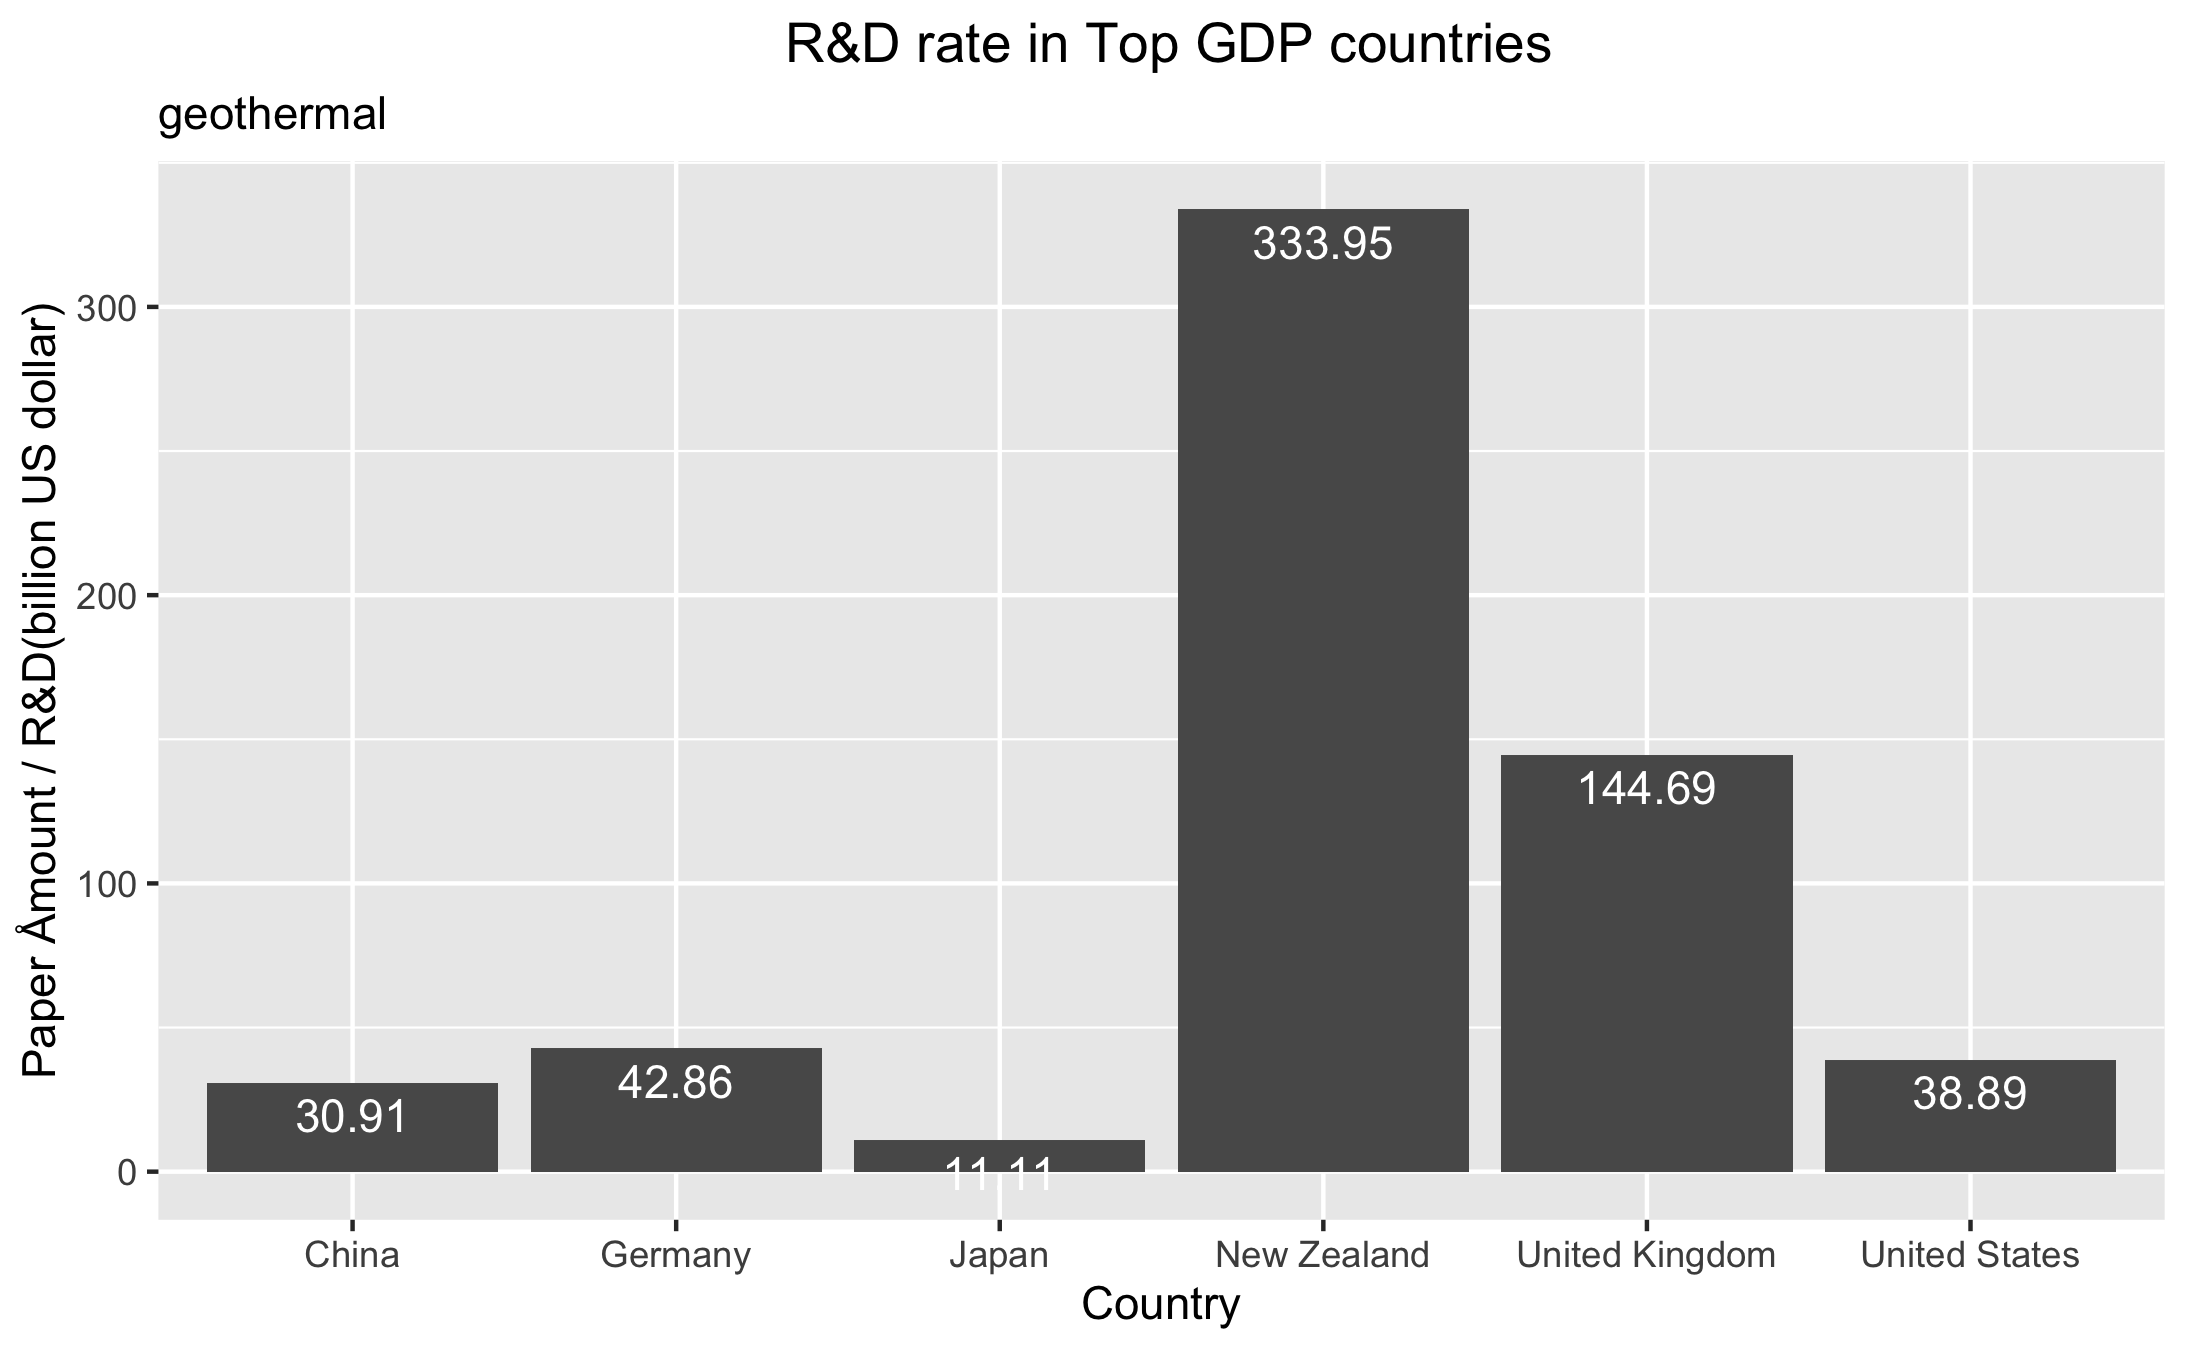 R&D rate in Top GDP countries
geothermal
Paper Åmount / R&D(billion US dollar)
300
200
100
0
333.95
144.69
30.91
42.86
11.11
38.89
China
Germany
Japan
New Zealand
United Kingdom
United States
Country